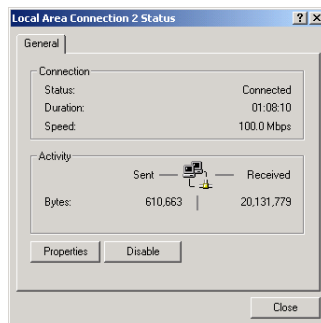 Local Area Connection 2 Status
General
Connection
Status: Connected
Duration: 01:08:10
Speed: 100.0 Mbps
Activity
Sent — — Received
Bytes: 610,663 | 20,131,779
Properties Disable
Close